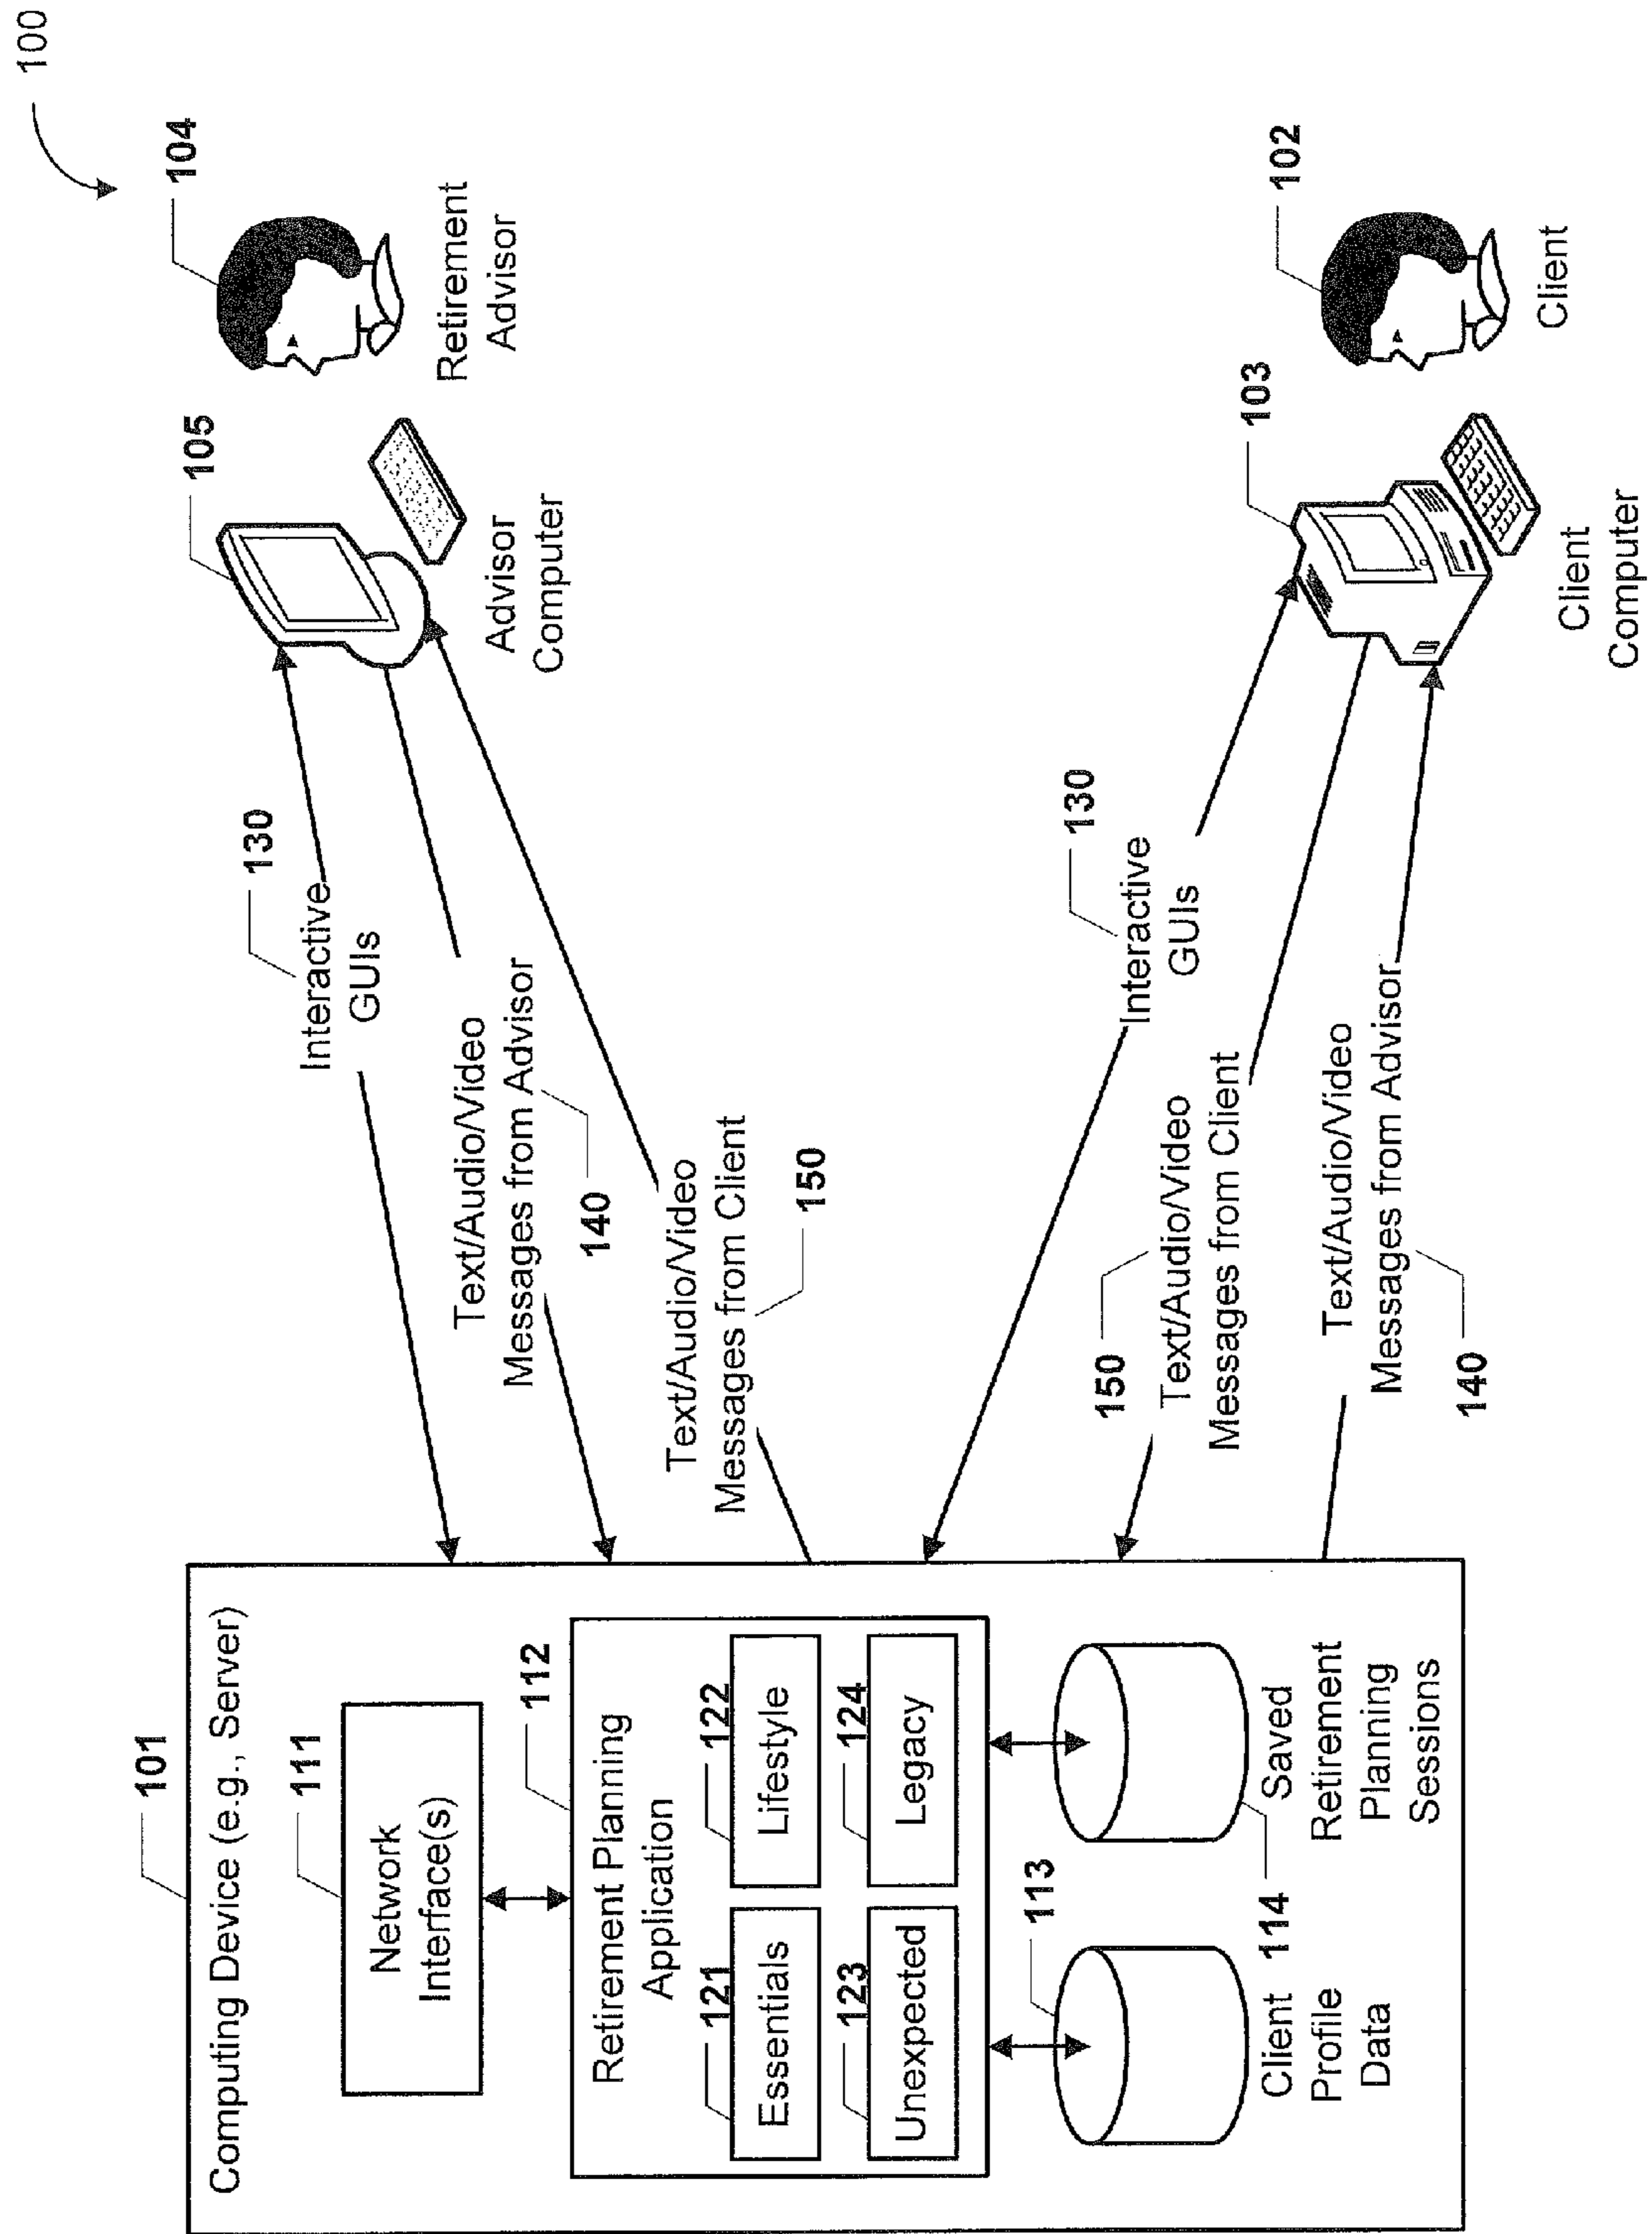 100
101
Computing Device (e.g., Server)
111
Network
Interface(s)
112
Retirement Planning
Application
121
Essentials
122
Lifestyle
123
Unexpected
124
Legacy
113
Client
Profile
Data
114
Saved
Retirement
Planning
Sessions
130
Interactive
GUIs
Text/Audio/Video
Messages from Advisor
140
Text/Audio/Video
Messages from Client
150
105
Advisor
Computer
104
Retirement
Advisor
130
Interactive
GUIs
150
Text/Audio/Video
Messages from Client
Text/Audio/Video
Messages from Advisor
140
103
Client
Computer
102
Client